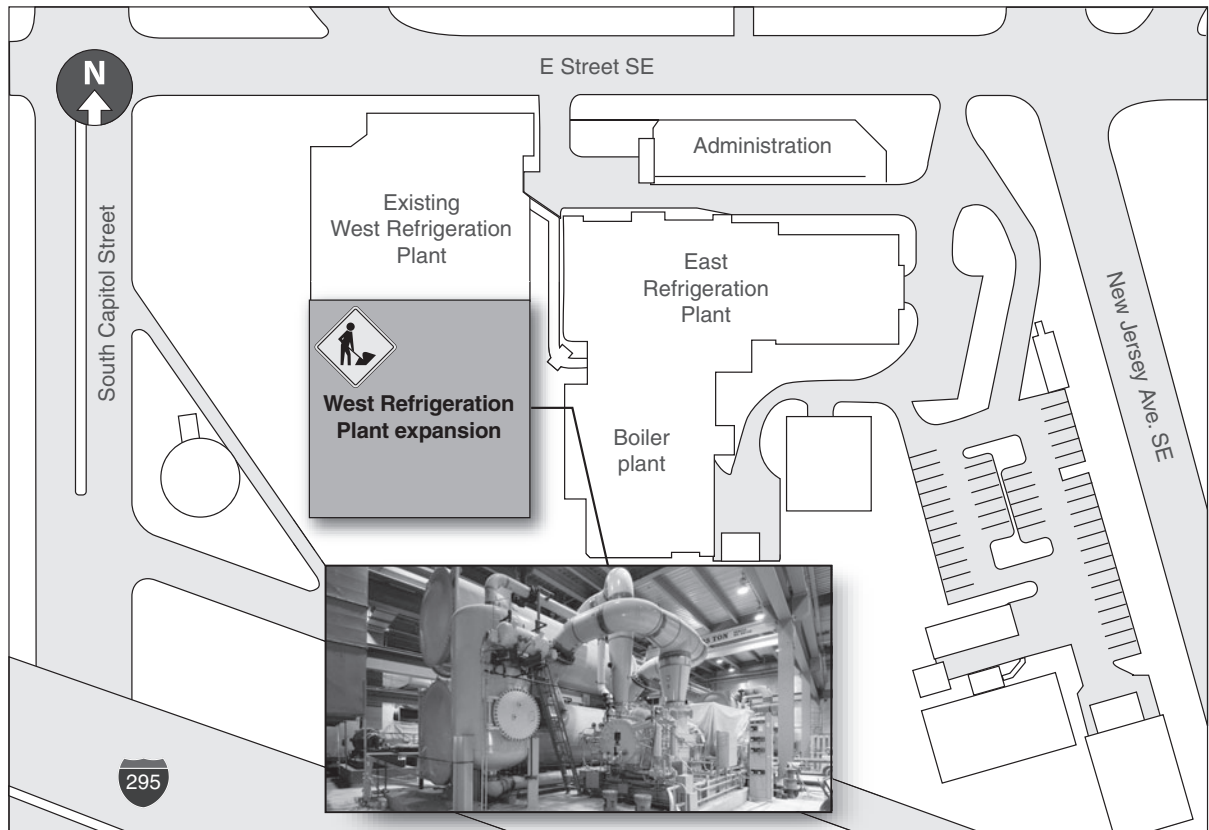 N
E Street SE
Administration
Existing
West Refrigeration
Plant
East
Refrigeration
Plant
South Capitol Street
New Jersey Ave. SE
West Refrigeration
Plant expansion
Boiler
plant
TON
295